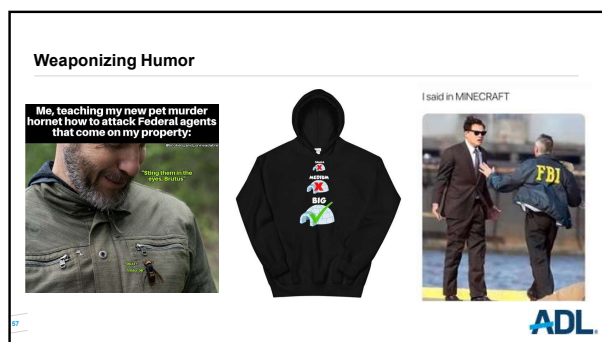 Weaponizing Humor
Me, teaching my new pet murder
hornet how to attack Federal agents
that come on my property:
"Sting them in the
eyes, Brutus"
MEDIUM
BIG
I said in MINECRAFT
FBI
57
ADL